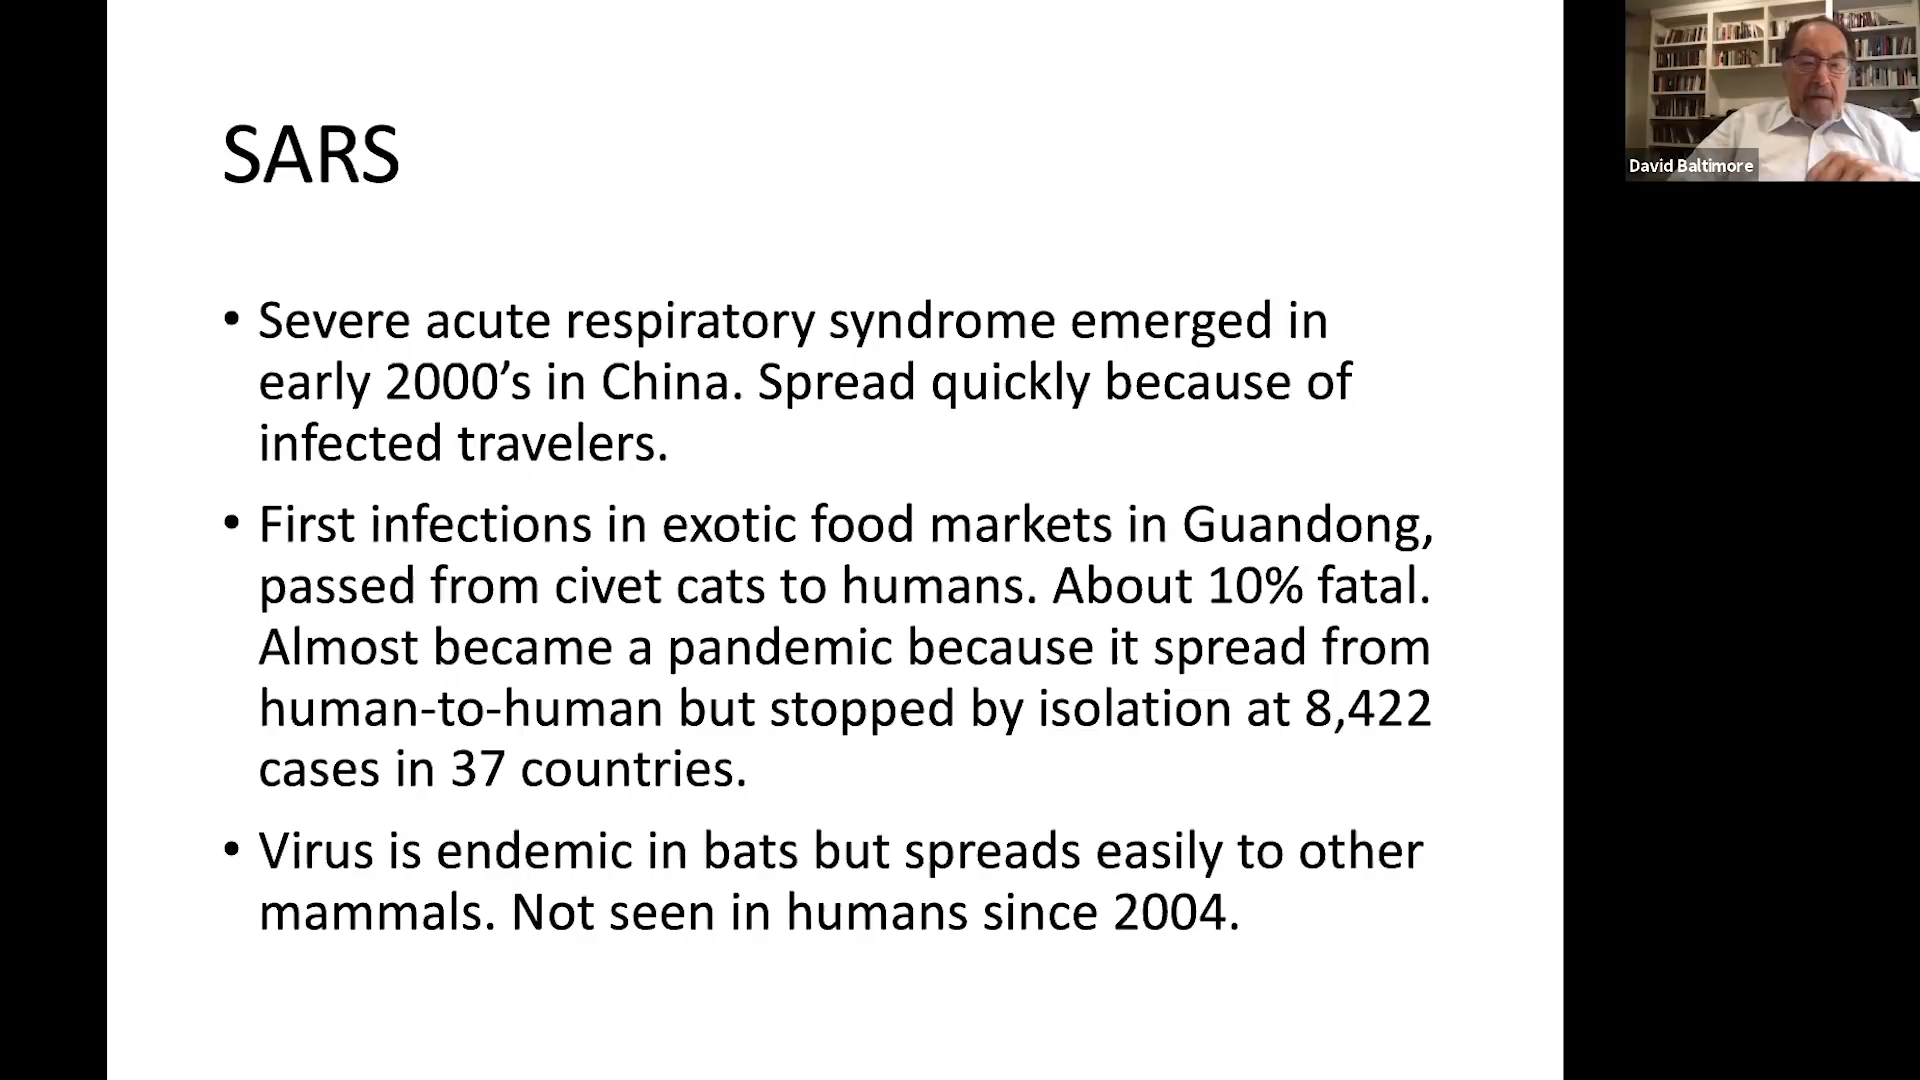 SARS
• Severe acute respiratory syndrome emerged in
early 2000’s in China. Spread quickly because of
infected travelers.
• First infections in exotic food markets in Guandong,
passed from civet cats to humans. About 10% fatal.
Almost became a pandemic because it spread from
human-to-human but stopped by isolation at 8,422
cases in 37 countries.
• Virus is endemic in bats but spreads easily to other
mammals. Not seen in humans since 2004.
David Baltimore